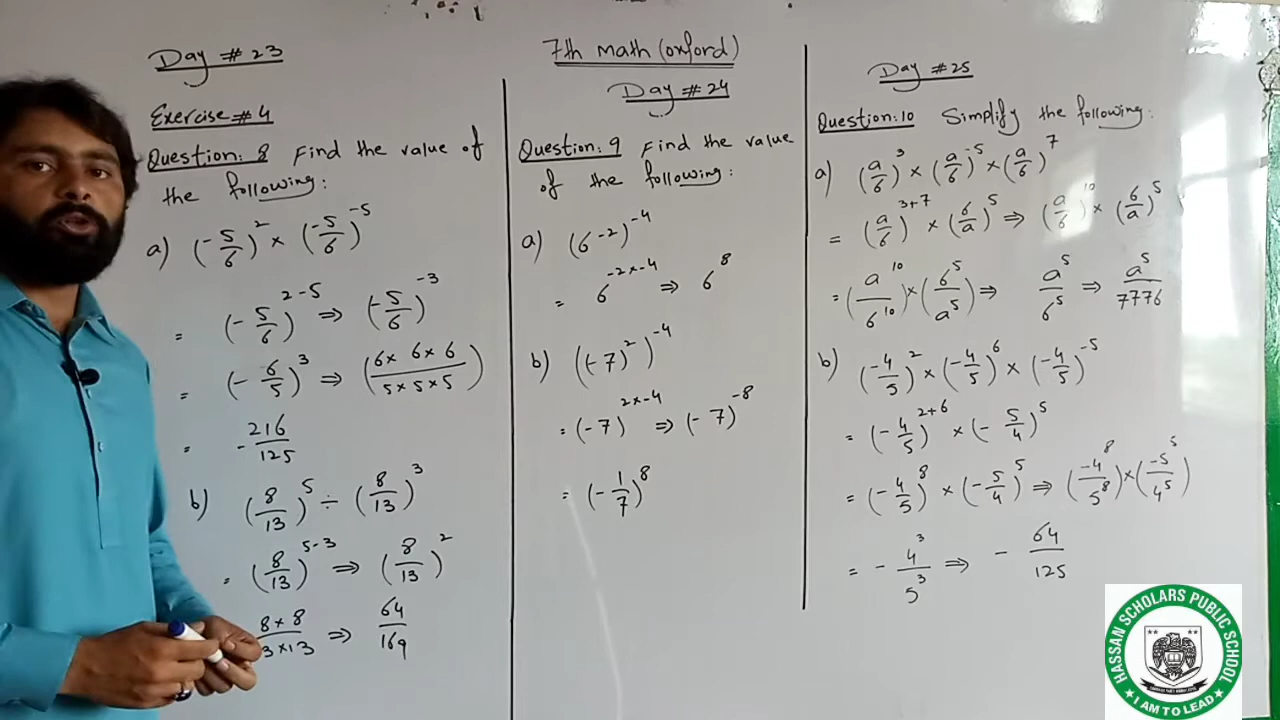 Day # 23
Exercise #4
Question: 8 Find the value of
the following:
a) (-5/6)^2 × (-5/6)^-5
= (-5/6)^2-5 ⇒ (-5/6)^-3
= (-6/5)^3 ⇒ (6× 6×6/5×5×5)
= -216/125
b) (8/13)^5 ÷ (8/13)^3
= (8/13)^5-3 ⇒ (8/13)^2
8×8/3×13 ⇒ 64/169
7th math (oxford)
Day # 24
Question: 9 Find the value
of the following:
a) (6^-2)^-4
= 6^-2×-4 ⇒ 6^8
b) ((-7)^2)^-4
= (-7)^2×-4 ⇒ (-7)^-8
= (-1/7)^8
Day #25
Question:10 Simplify the following:
a) (a/6)^3 × (a/6)^-5 × (a/6)^7
= (a/6)^3+7 × (6/a)^5 ⇒ (a/6)^10 × (6/a)^5
= (a^10/6^10)×(6^5/a^5) ⇒ a^5/6^5 ⇒ a^5/7776
b) (-4/5)^2 × (-4/5)^6 × (-4/5)^-5
= (-4/5)^2+6 × (-5/4)^5
= (-4/5)^8 × (-5/4)^5 ⇒ (-4^8/5^8)×(-5^5/4^5)
= -4^3/5^3 ⇒ -64/125
HASSAN SCHOLARS PUBLIC SCHOOL
I AM TO LEAD